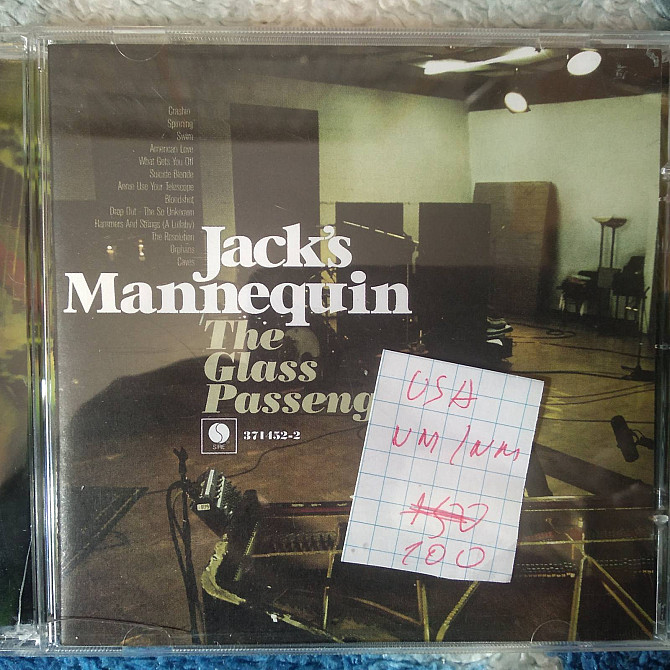 Crashin
Spinning
Swim
American Love
What Gets You Off
Suicide Blonde
Annie Use Your Telescope
Bloodshot
Drop Out - The So Unknown
Hammers And Strings (A Lullaby)
The Resolution
Orphans
Caves
Jack's
Mannequin
The
Glass
Passeng
SIRE
371452-2
USA
NM/NM
100